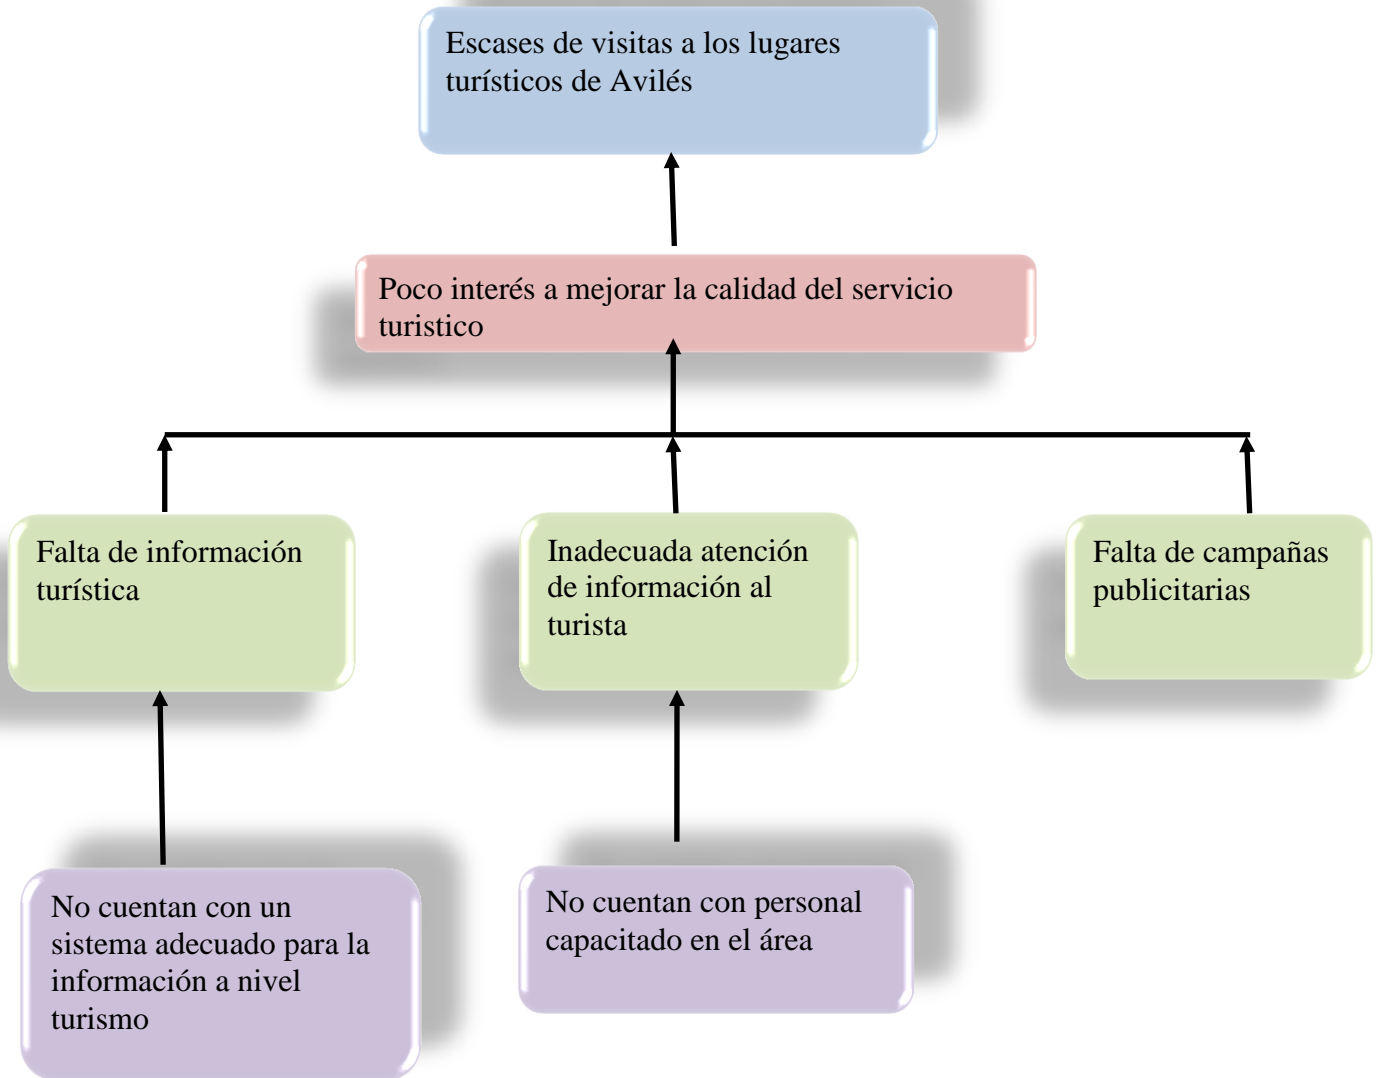 Escases de visitas a los lugares
turísticos de Avilés
Poco interés a mejorar la calidad del servicio
turistico
Falta de información
turística
Inadecuada atención
de información al
turista
Falta de campañas
publicitarias
No cuentan con un
sistema adecuado para la
información a nivel
turismo
No cuentan con personal
capacitado en el área